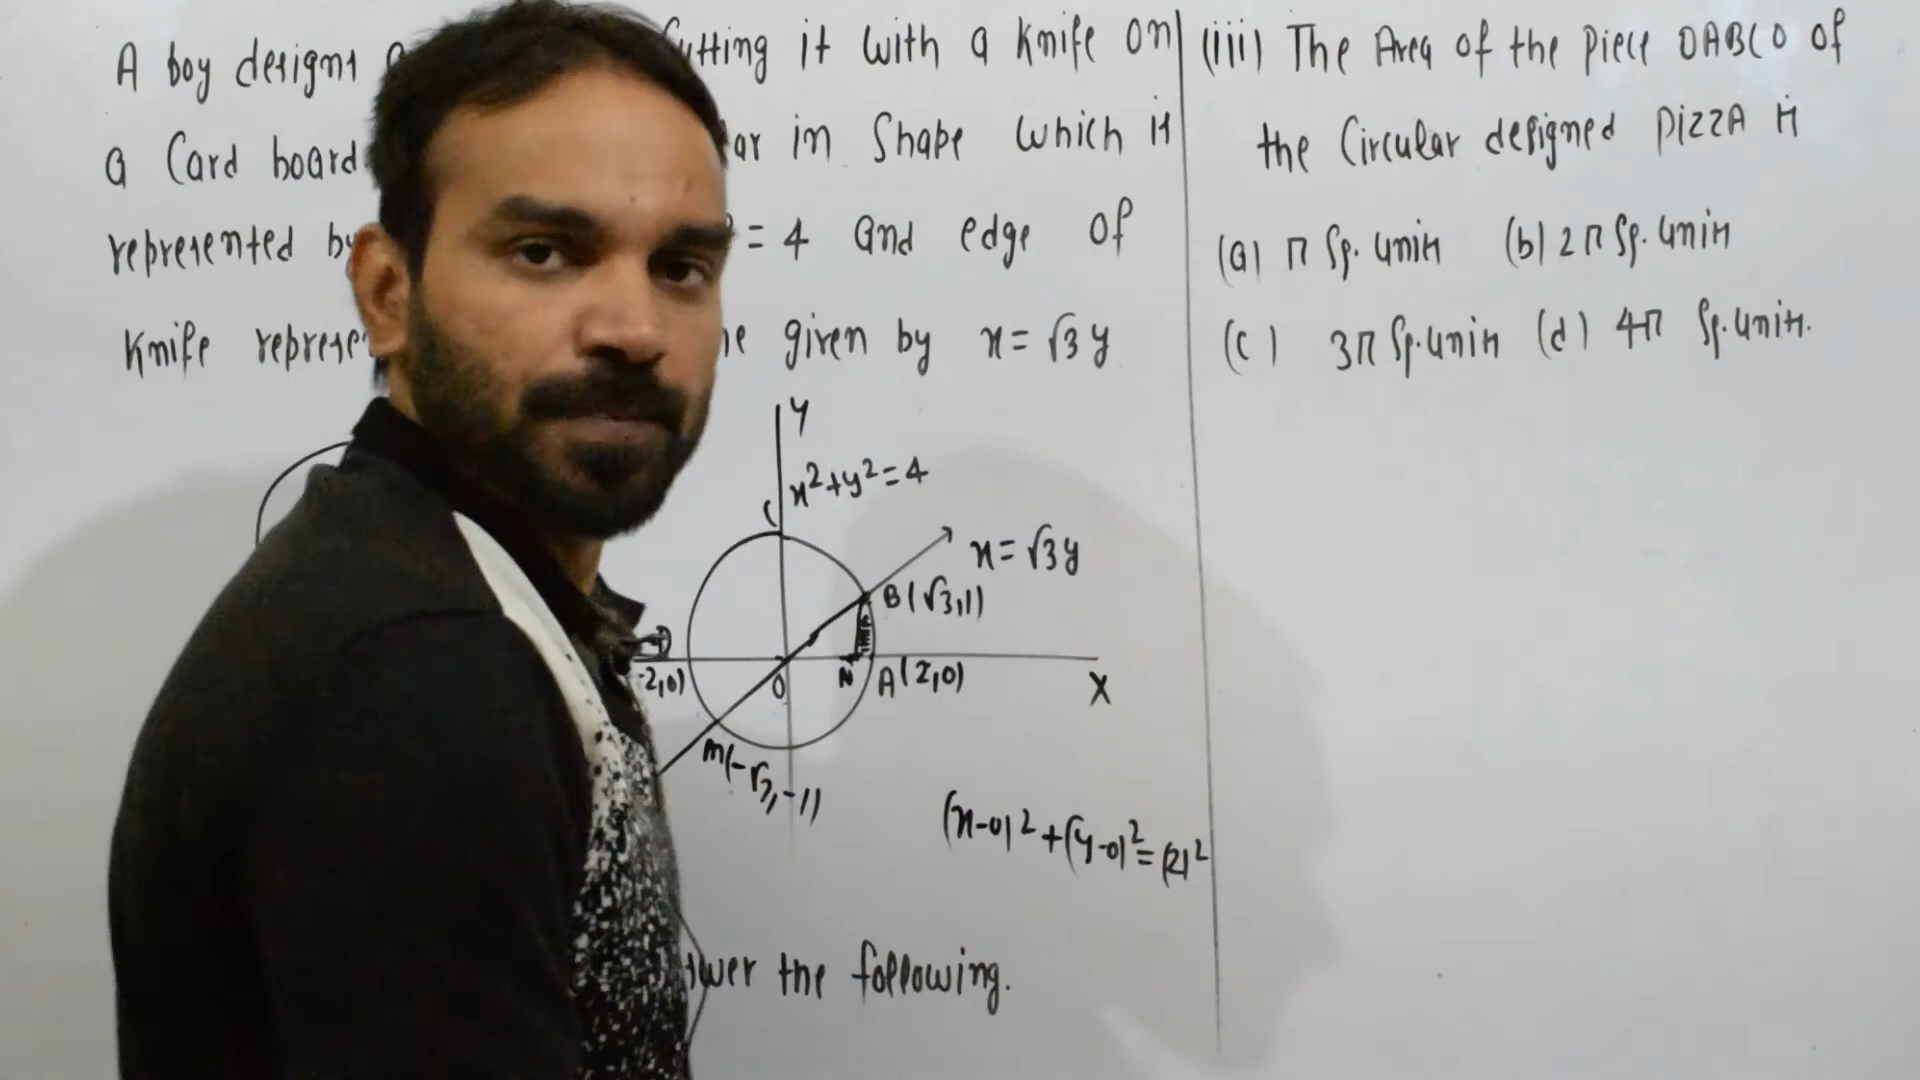 A boy designs a cutting it with a knife on
a Card board ar in Shape which is
represented by = 4 and edge of
Knife represe given by x = √3 y
Y
x²+y²=4
C
x = √3y
B(√3,1)
-2,0)
O
N
A(2,0)
X
M(-√3,-1)
(x-0)²+(y-0)²=(2)²
wer the following.
(iii) The Area of the piece OABCO of
the Circular designed PIZZA is
(a) π Sq. units (b) 2π Sq. units
(c) 3π Sq. units (d) 4π Sq. units.